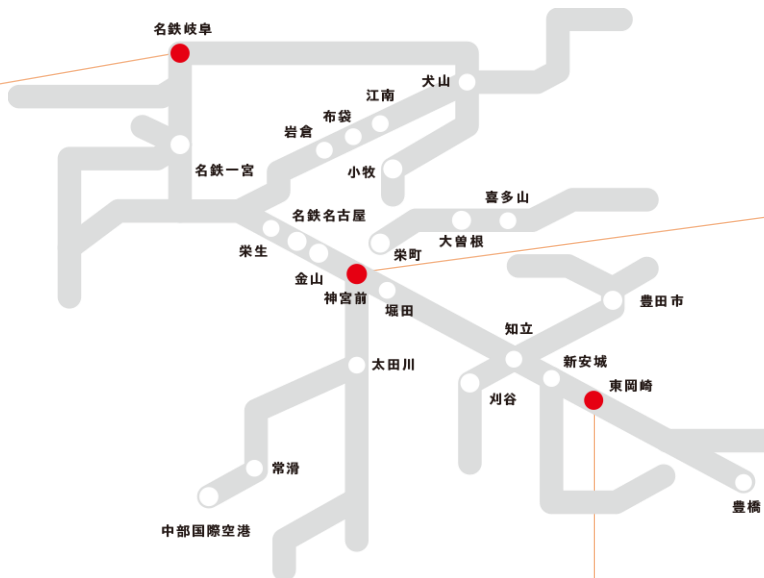 名鉄岐阜
犬山
江南
布袋
岩倉
名鉄一宮
小牧
喜多山
名鉄名古屋
大曽根
栄生
栄町
金山
神宮前
堀田
豊田市
知立
新安城
太田川
東岡崎
刈谷
常滑
豊橋
中部国際空港